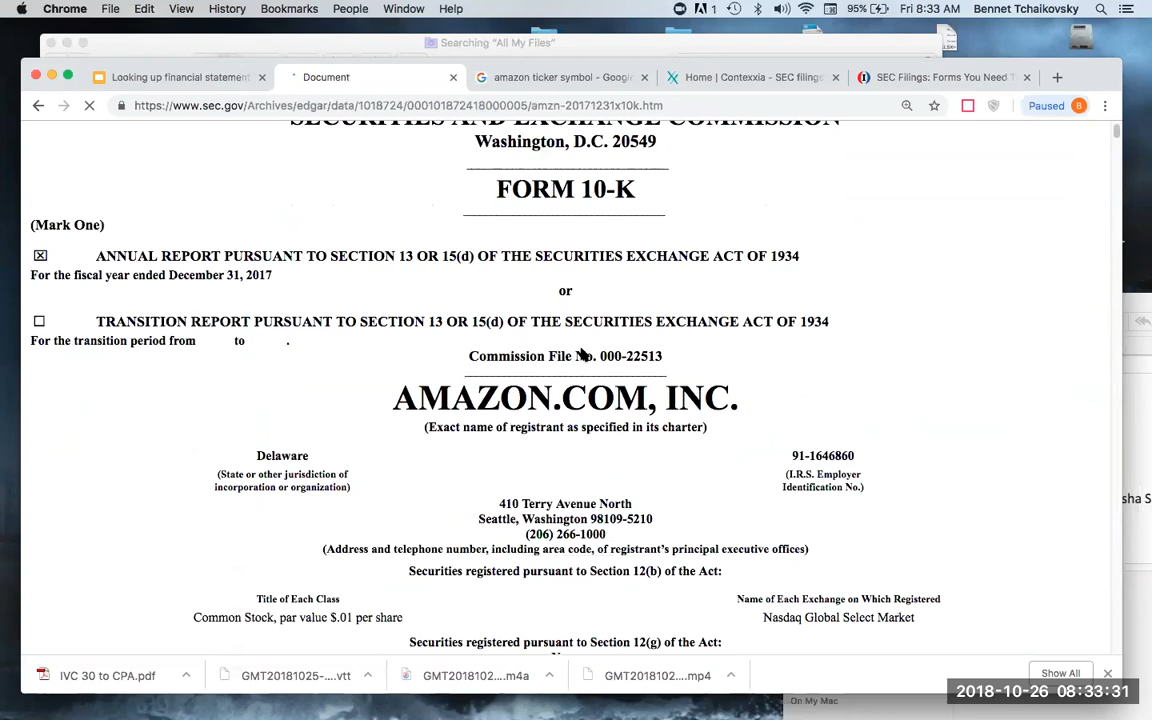 Chrome File Edit View History Bookmarks People Window Help 1 95% Fri 8:33 AM Bennet Tchaikovsky
Searching "All My Files"
Looking up financial statement Document amazon ticker symbol - Google Home | Contexxia - SEC filings SEC Filings: Forms You Need T
https://www.sec.gov/Archives/edgar/data/1018724/000101872418000005/amzn-20171231x10k.htm Paused B
SECURITIES AND EXCHANGE COMMISSION
Washington, D.C. 20549
FORM 10-K
(Mark One)
☒ ANNUAL REPORT PURSUANT TO SECTION 13 OR 15(d) OF THE SECURITIES EXCHANGE ACT OF 1934
For the fiscal year ended December 31, 2017
or
☐ TRANSITION REPORT PURSUANT TO SECTION 13 OR 15(d) OF THE SECURITIES EXCHANGE ACT OF 1934
For the transition period from to .
Commission File No. 000-22513
AMAZON.COM, INC.
(Exact name of registrant as specified in its charter)
Delaware 91-1646860
(State or other jurisdiction of (I.R.S. Employer
incorporation or organization) Identification No.)
410 Terry Avenue North
Seattle, Washington 98109-5210
(206) 266-1000
(Address and telephone number, including area code, of registrant's principal executive offices)
Securities registered pursuant to Section 12(b) of the Act:
Title of Each Class Name of Each Exchange on Which Registered
Common Stock, par value $.01 per share Nasdaq Global Select Market
Securities registered pursuant to Section 12(g) of the Act:
sha S
IVC 30 to CPA.pdf GMT20181025-....vtt GMT2018102....m4a GMT2018102....mp4 Show All
2018-10-26 08:33:31
On My Mac